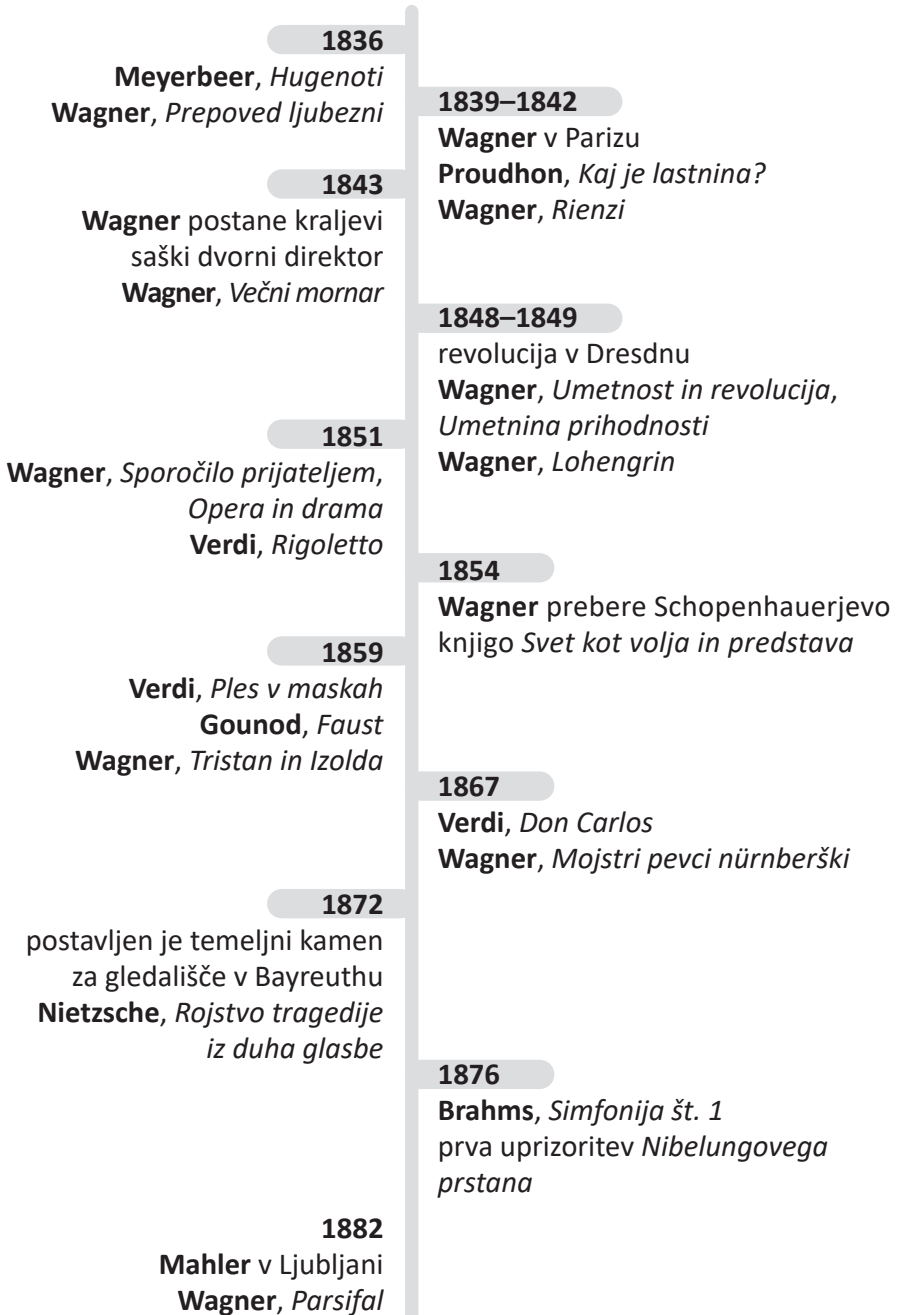 1836
Meyerbeer, Hugenoti
Wagner, Prepoved ljubezni
1839–1842
Wagner v Parizu
Proudhon, Kaj je lastnina?
Wagner, Rienzi
1843
Wagner postane kraljevi
saški dvorni direktor
Wagner, Večni mornar
1848–1849
revolucija v Dresdnu
Wagner, Umetnost in revolucija,
Umetnina prihodnosti
Wagner, Lohengrin
1851
Wagner, Sporočilo prijateljem,
Opera in drama
Verdi, Rigoletto
1854
Wagner prebere Schopenhauerjevo
knjigo Svet kot volja in predstava
1859
Verdi, Ples v maskah
Gounod, Faust
Wagner, Tristan in Izolda
1867
Verdi, Don Carlos
Wagner, Mojstri pevci nürnberški
1872
postavljen je temeljni kamen
za gledališče v Bayreuthu
Nietzsche, Rojstvo tragedije
iz duha glasbe
1876
Brahms, Simfonija št. 1
prva uprizoritev Nibelungovega
prstana
1882
Mahler v Ljubljani
Wagner, Parsifal